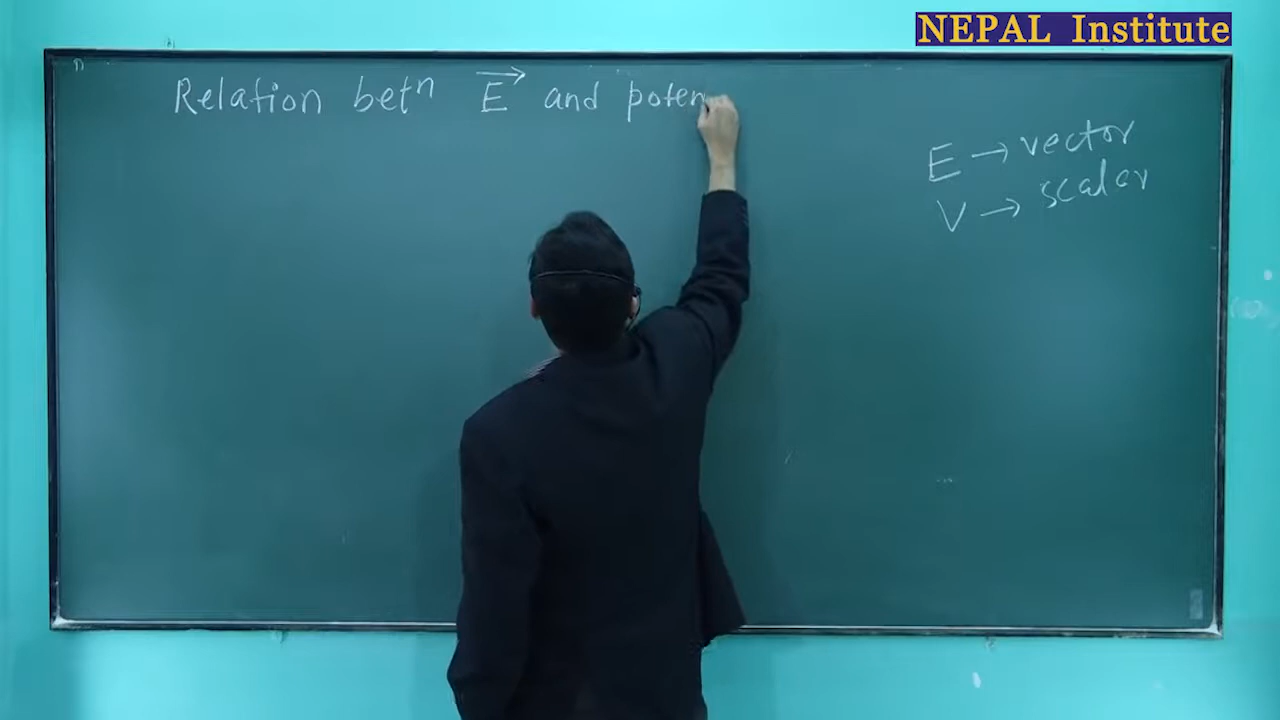 NEPAL Institute
Relation betⁿ E⃗ and poten
E → vector
V → scalar